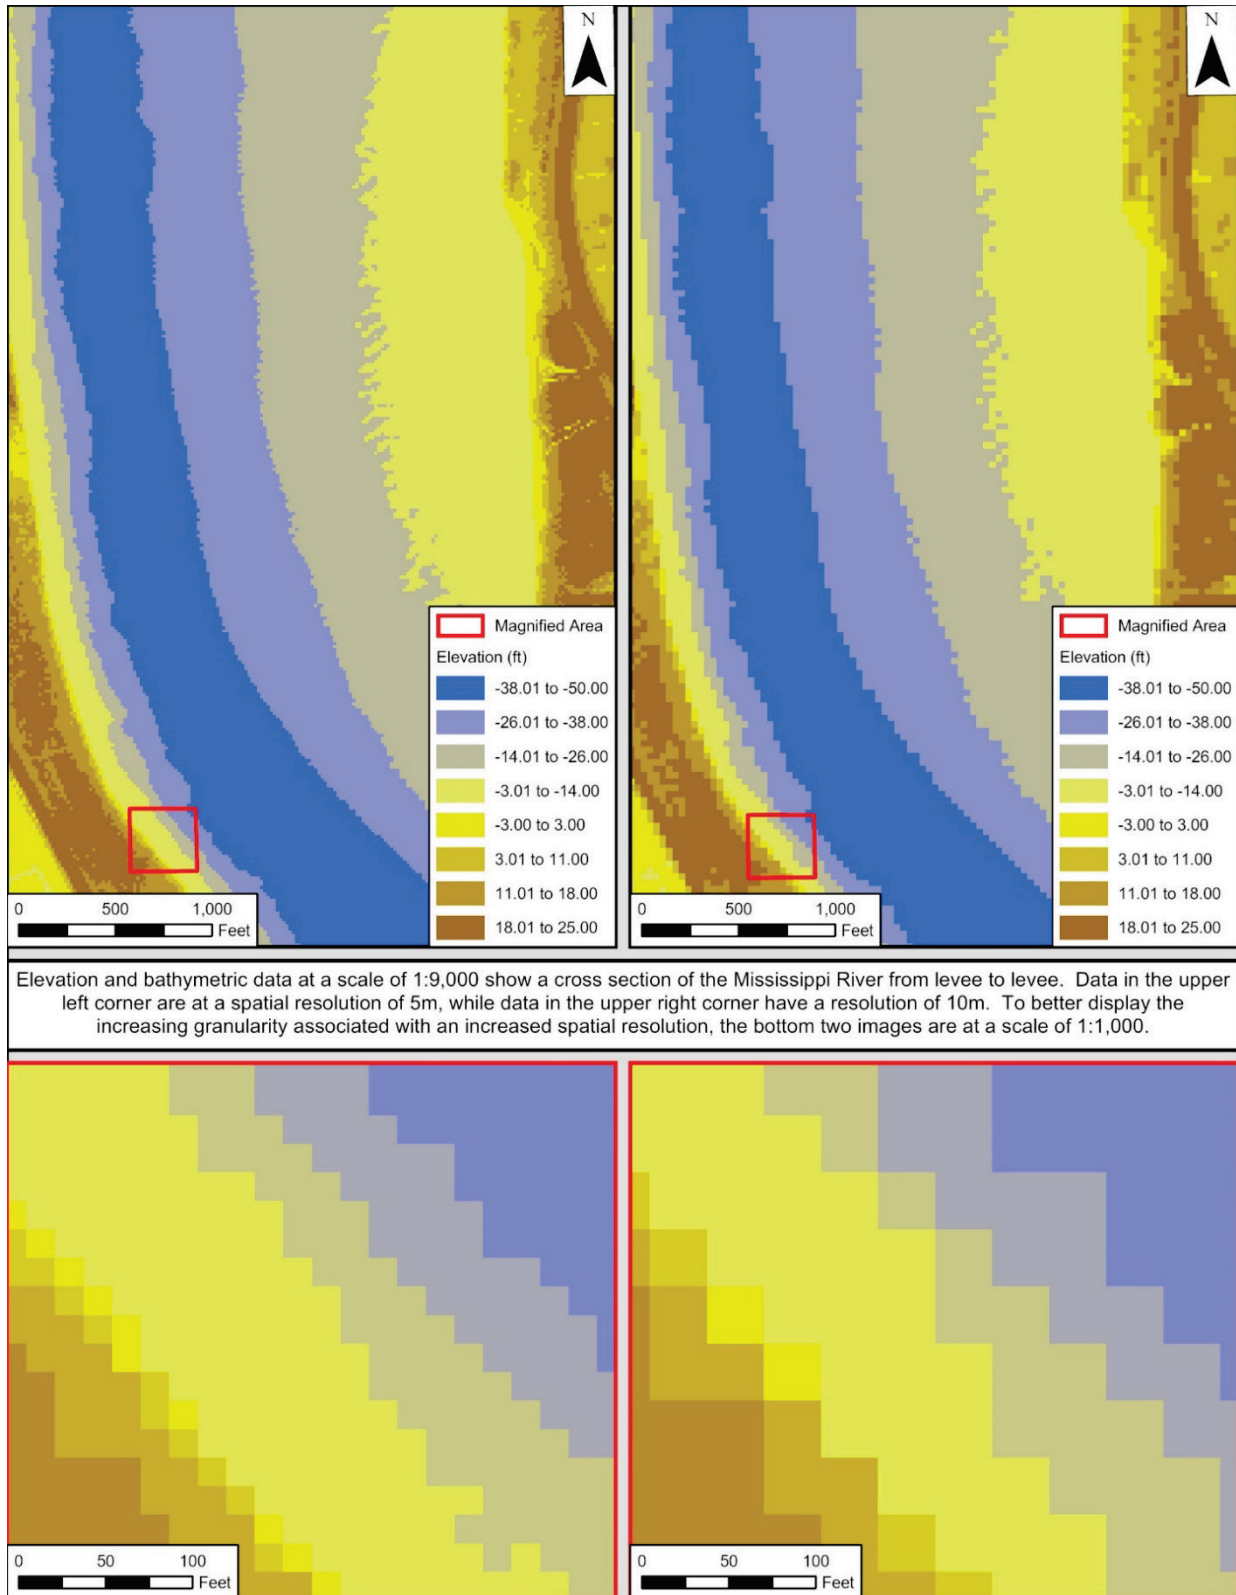 N
Magnified Area
Elevation (ft)
-38.01 to -50.00
-26.01 to -38.00
-14.01 to -26.00
-3.01 to -14.00
-3.00 to 3.00
3.01 to 11.00
11.01 to 18.00
18.01 to 25.00
0 500 1,000
Feet
N
Magnified Area
Elevation (ft)
-38.01 to -50.00
-26.01 to -38.00
-14.01 to -26.00
-3.01 to -14.00
-3.00 to 3.00
3.01 to 11.00
11.01 to 18.00
18.01 to 25.00
0 500 1,000
Feet
Elevation and bathymetric data at a scale of 1:9,000 show a cross section of the Mississippi River from levee to levee. Data in the upper
left corner are at a spatial resolution of 5m, while data in the upper right corner have a resolution of 10m. To better display the
increasing granularity associated with an increased spatial resolution, the bottom two images are at a scale of 1:1,000.
0 50 100
Feet
0 50 100
Feet